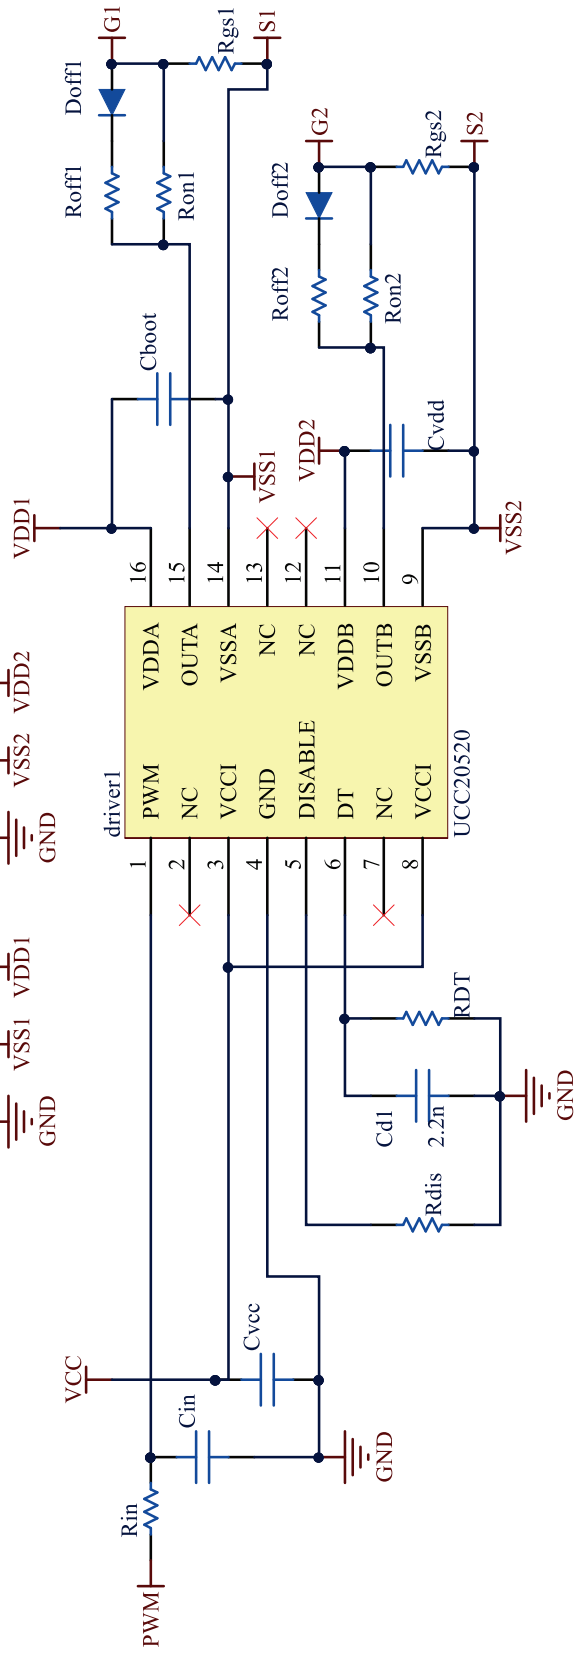 PWM
Rin
Cin
VCC
Cvcc
GND
Rdis
Cd1
2.2n
RDT
GND
GND
VSS1
VDD1
GND
VSS2
VDD2
driver1
UCC20520
1 PWM
2 NC
3 VCCI
4 GND
5 DISABLE
6 DT
7 NC
8 VCCI
VDDA 16
OUTA 15
VSSA 14
NC 13
NC 12
VDDB 11
OUTB 10
VSSB 9
VDD1
Cboot
VSS1
VDD2
Cvdd
VSS2
Roff1
Doff1
Ron1
G1
Rgs1
S1
Roff2
Doff2
Ron2
G2
Rgs2
S2